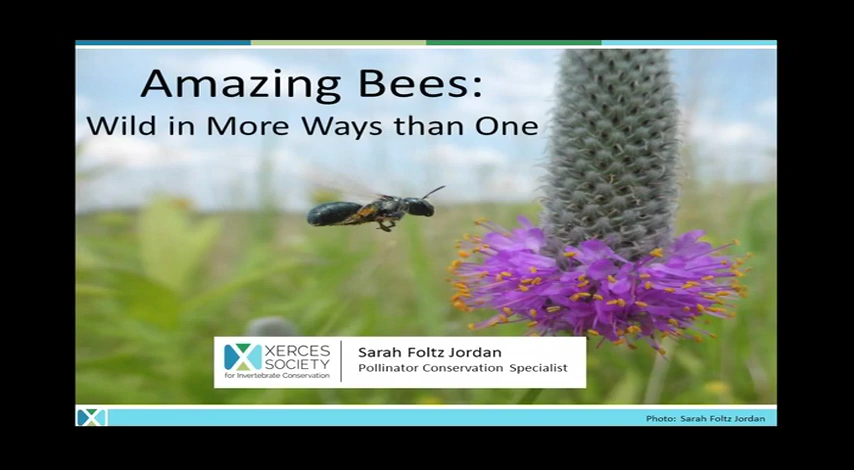 Amazing Bees:
Wild in More Ways than One
XERCES
SOCIETY
for Invertebrate Conservation
Sarah Foltz Jordan
Pollinator Conservation Specialist
Photo: Sarah Foltz Jordan